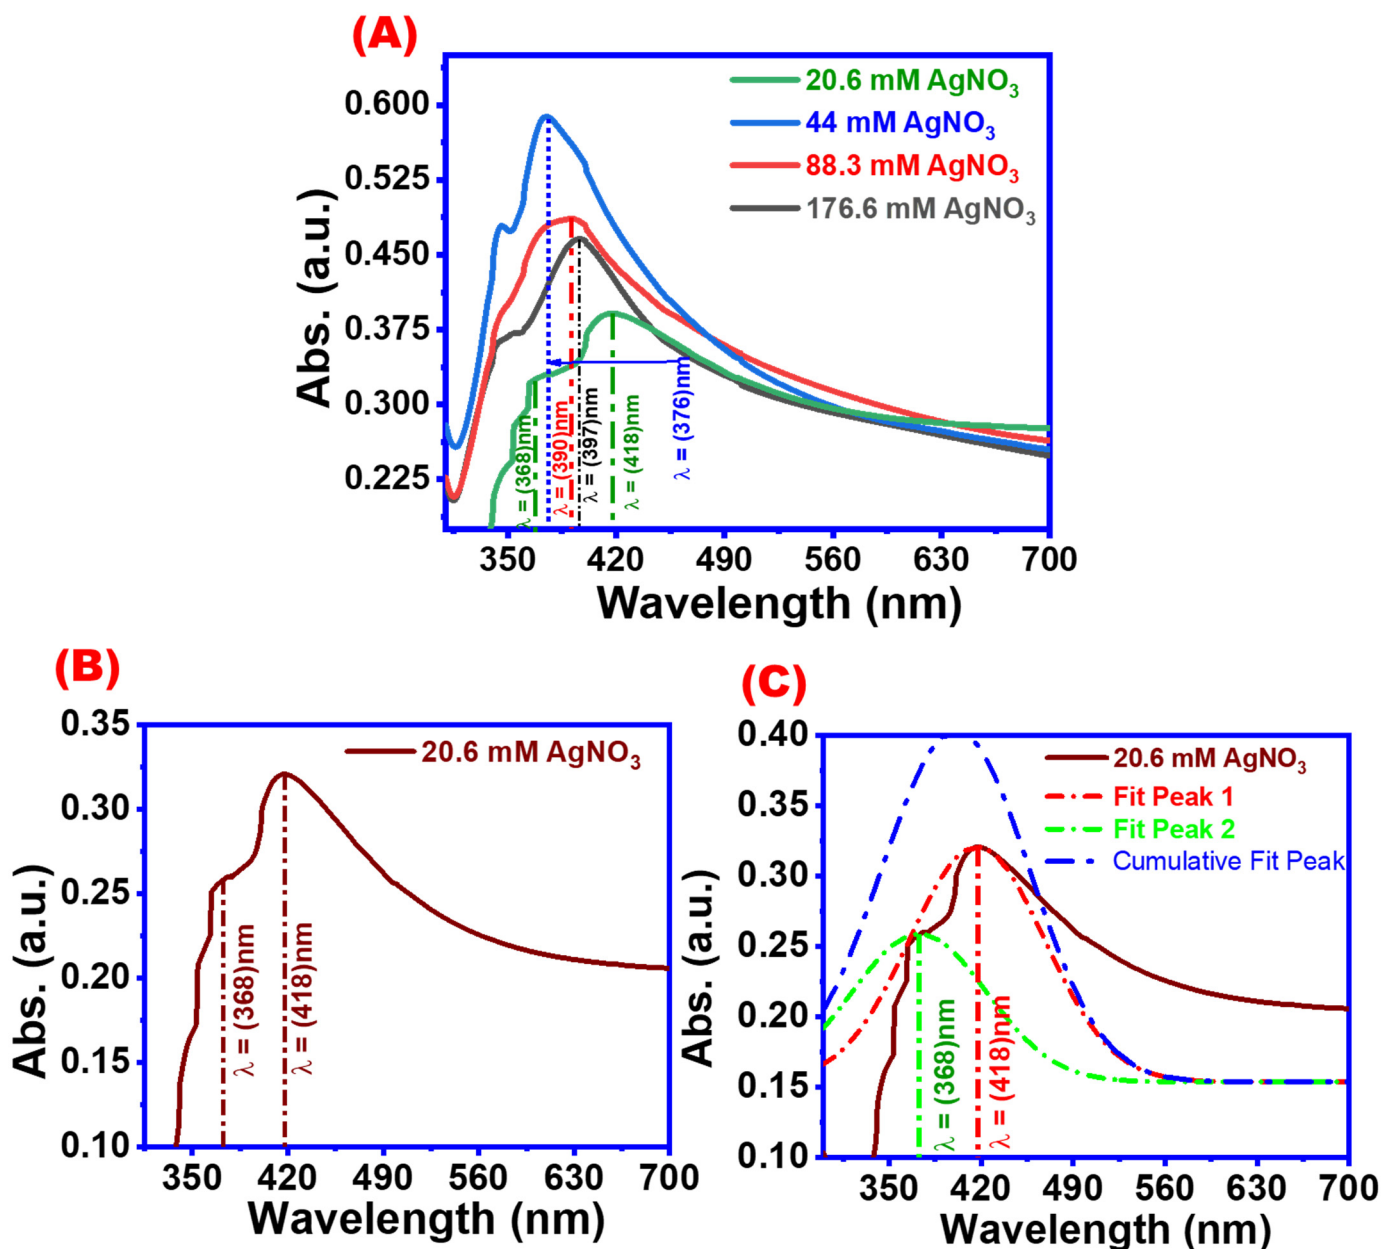 (A)
20.6 mM AgNO₃
44 mM AgNO₃
88.3 mM AgNO₃
176.6 mM AgNO₃
Abs. (a.u.)
0.600
0.525
0.450
0.375
0.300
0.225
λ = (368)nm
λ = (390)nm
λ = (397)nm
λ = (418)nm
λ = (376)nm
350 420 490 560 630 700
Wavelength (nm)
(B)
20.6 mM AgNO₃
Abs. (a.u.)
0.35
0.30
0.25
0.20
0.15
0.10
λ = (368)nm
λ = (418)nm
350 420 490 560 630 700
Wavelength (nm)
(C)
20.6 mM AgNO₃
Fit Peak 1
Fit Peak 2
Cumulative Fit Peak
Abs. (a.u.)
0.40
0.35
0.30
0.25
0.20
0.15
0.10
λ = (368)nm
λ = (418)nm
350 420 490 560 630 700
Wavelength (nm)